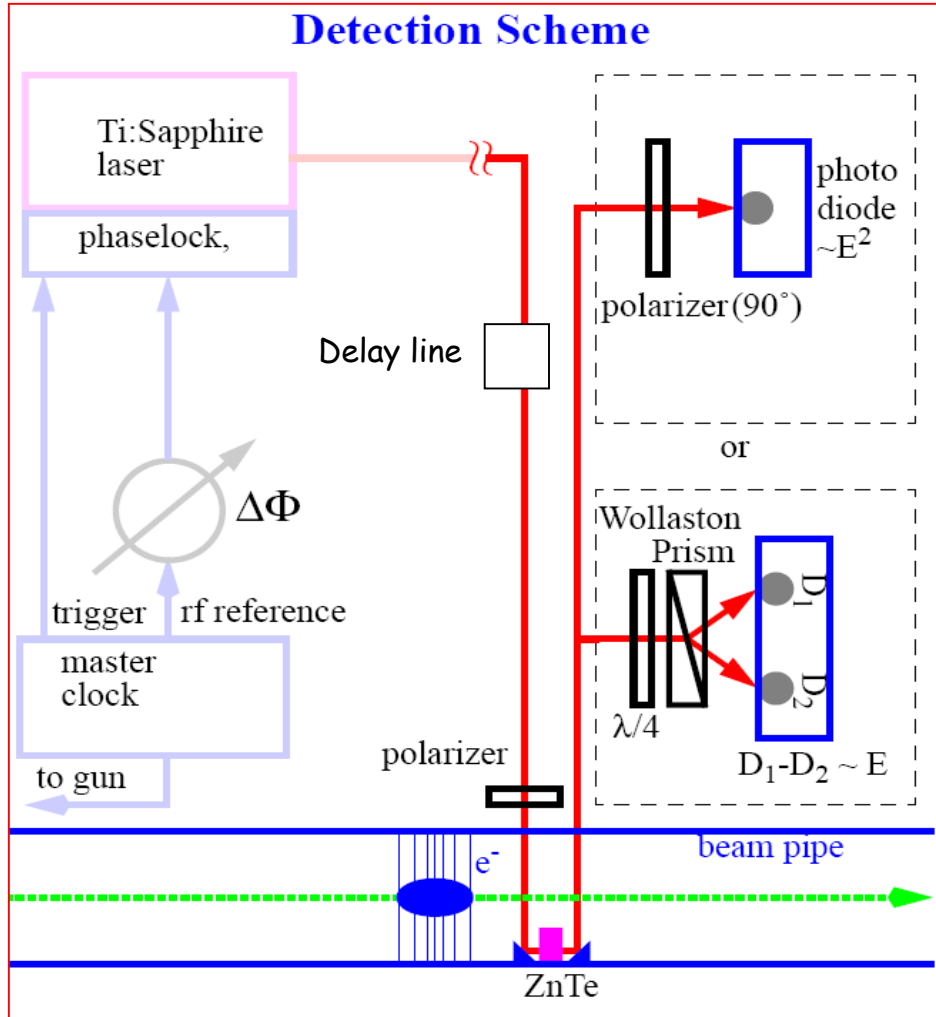 Detection Scheme
Ti:Sapphire
laser
phaselock,
Delay line
ΔΦ
trigger
rf reference
master
clock
to gun
polarizer
photo
diode
~E²
polarizer (90˚)
or
Wollaston
Prism
D₁
D₂
λ/4
D₁-D₂ ~ E
e⁻
beam pipe
ZnTe